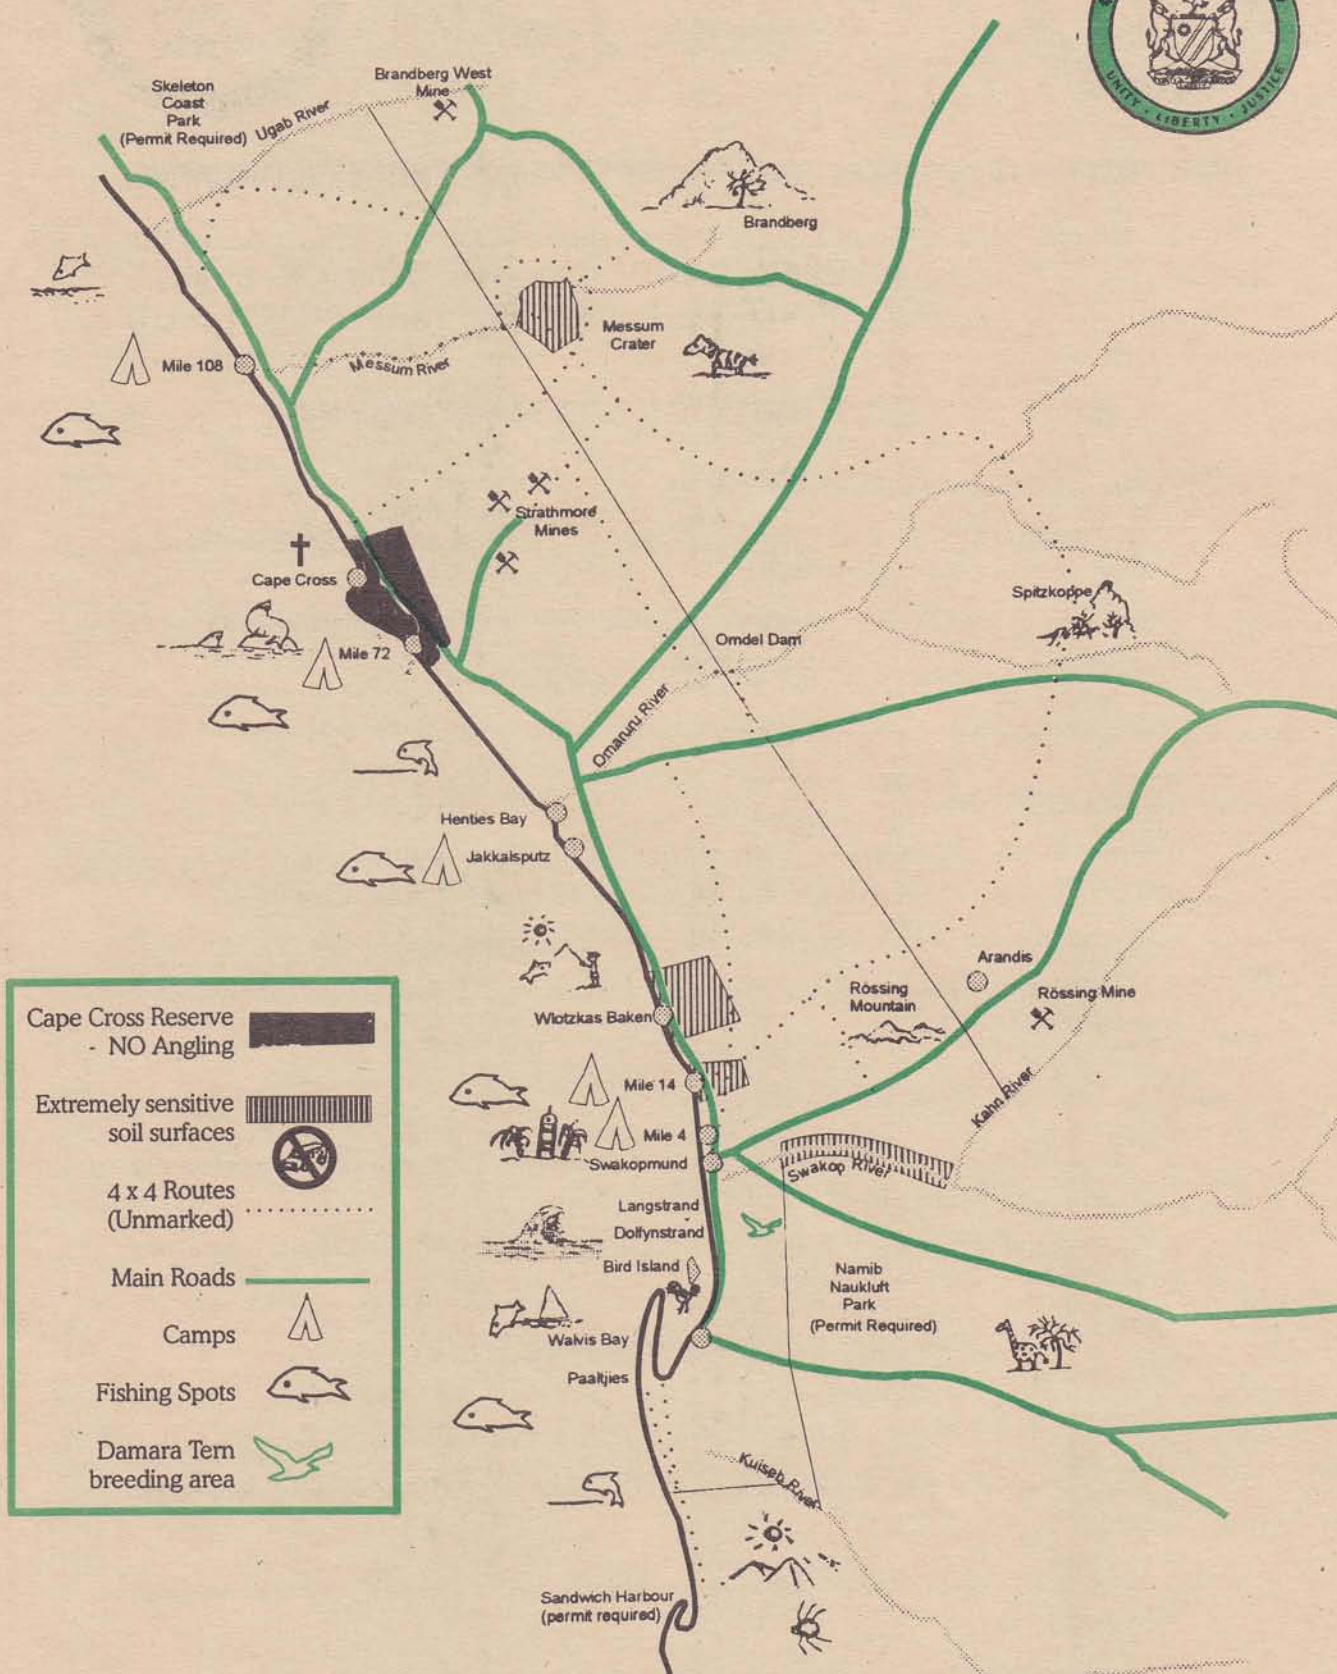 UNITY · LIBERTY · JUSTICE
Skeleton
Coast
Park
(Permit Required)
Ugab River
Brandberg West
Mine
Brandberg
Messum
Crater
Mile 108
Messum River
Strathmore
Mines
Cape Cross
Mile 72
Spitzkoppe
Omdel Dam
Omaruru River
Henties Bay
Jakkalsputz
Arandis
Rössing
Mountain
Rössing Mine
Wlotzkas Baken
Mile 14
Kahn River
Mile 4
Swakopmund
Swakop River
Langstrand
Dolfynstrand
Bird Island
Namib
Naukluft
Park
(Permit Required)
Walvis Bay
Paaltjies
Kuiseb River
Sandwich Harbour
(permit required)
Cape Cross Reserve
- NO Angling
Extremely sensitive
soil surfaces
4 x 4 Routes
(Unmarked)
Main Roads
Camps
Fishing Spots
Damara Tern
breeding area